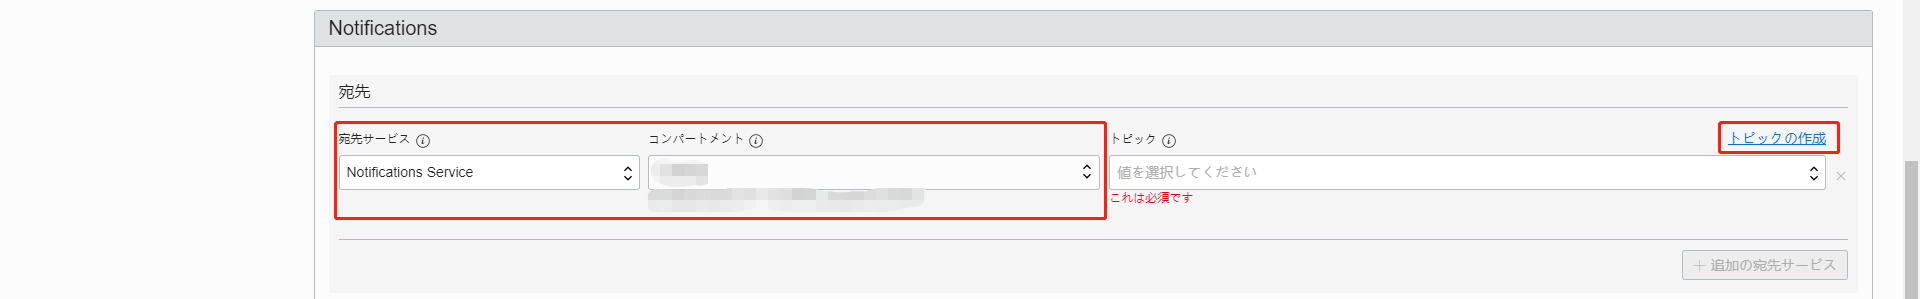 Notifications
宛先
宛先サービス
コンパートメント
トピック
トピックの作成
Notifications Service
値を選択してください
これは必須です
追加の宛先サービス